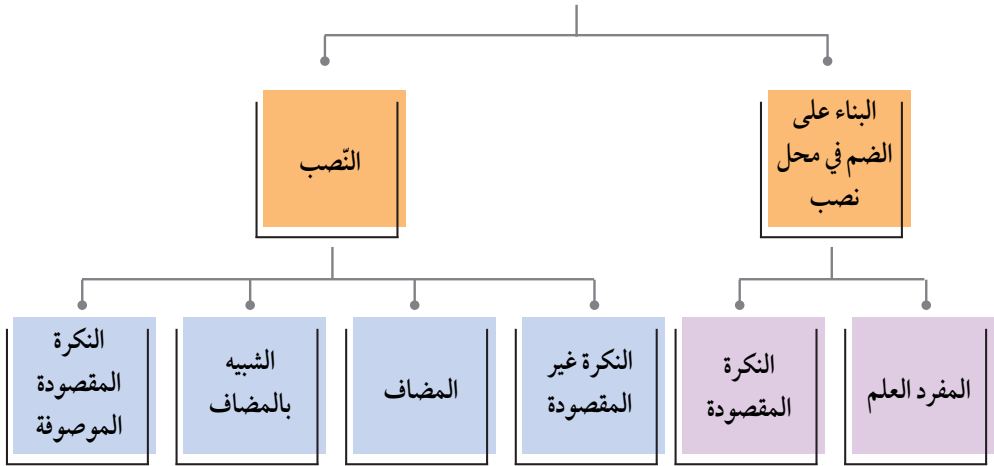 البناء على
الضم في محل
نصب
النّصب
المفرد العلم
النكرة
المقصودة
النكرة غير
المقصودة
المضاف
الشبيه
بالمضاف
النكرة
المقصودة
الموصوفة